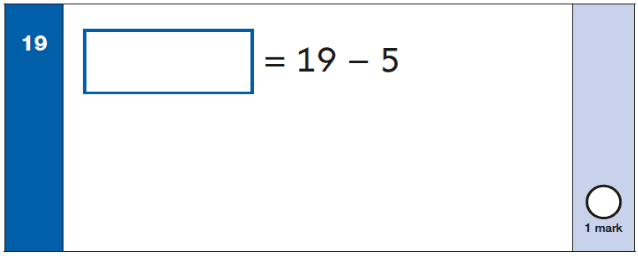 19
= 19 – 5
1 mark